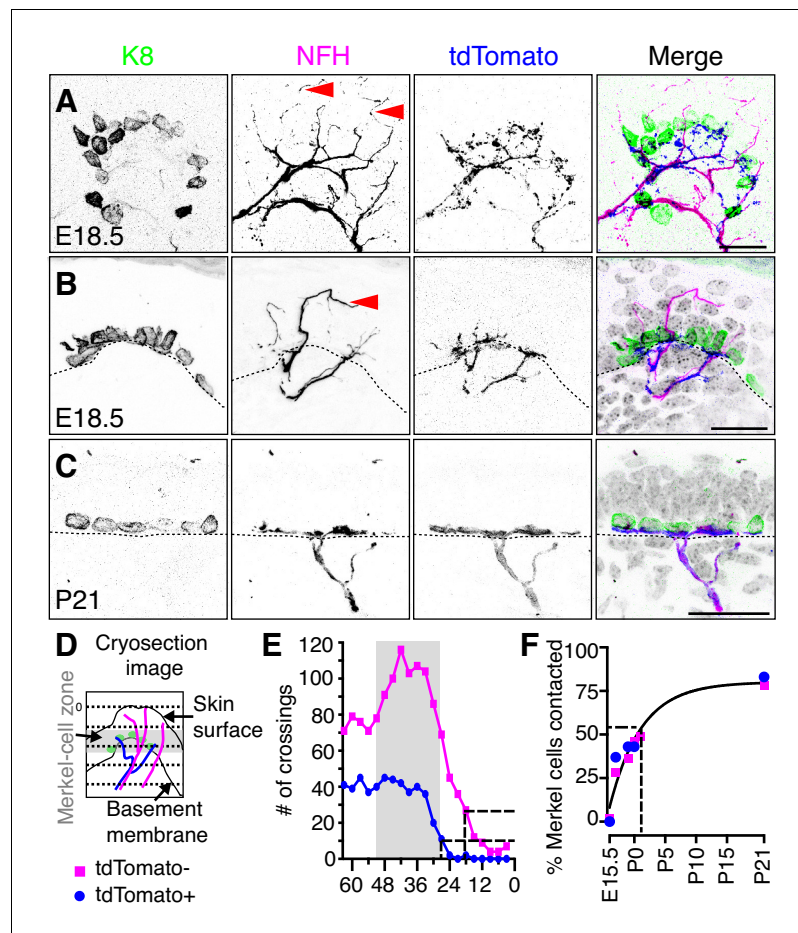 K8 NFH tdTomato Merge
A
E18.5
B
E18.5
C
P21
D Cryosection image
0
Merkel-cell zone
Skin surface
Basement membrane
tdTomato-
tdTomato+
E
# of crossings
120
100
80
60
40
20
0
60 48 36 24 12 0
F
% Merkel cells contacted
100
75
50
25
0
E15.5 P0 P5 P10 P15 P21